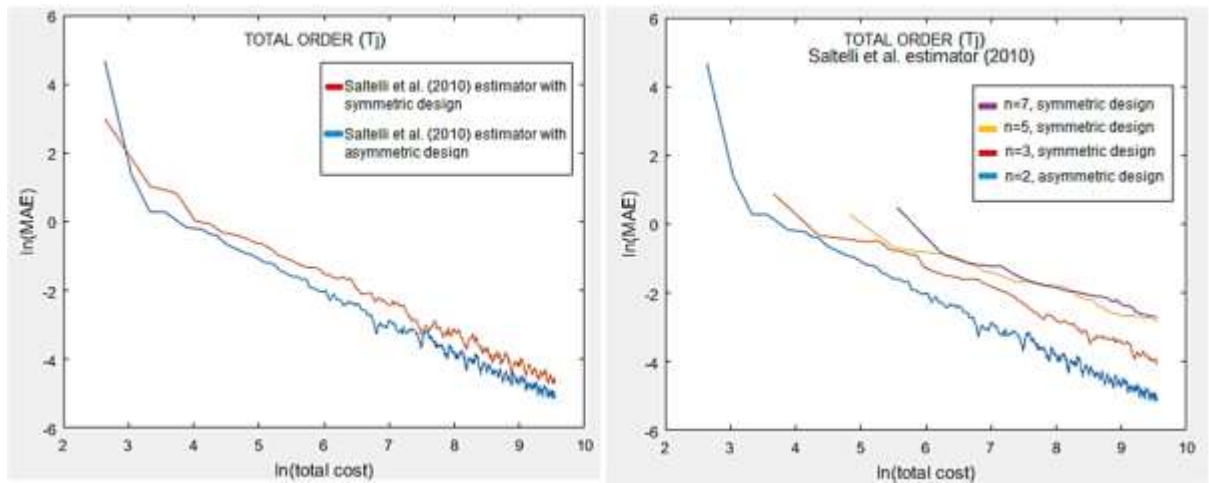 TOTAL ORDER (Tj)
Saltelli et al. (2010) estimator with
symmetric design
Saltelli et al. (2010) estimator with
asymmetric design
ln(MAE)
6
4
2
0
-2
-4
-6
2
3
4
5
6
7
8
9
10
ln(total cost)
TOTAL ORDER (Tj)
Saltelli et al. estimator (2010)
n=7, symmetric design
n=5, symmetric design
n=3, symmetric design
n=2, asymmetric design
ln(MAE)
6
4
2
0
-2
-4
-6
2
3
4
5
6
7
8
9
10
ln(total cost)